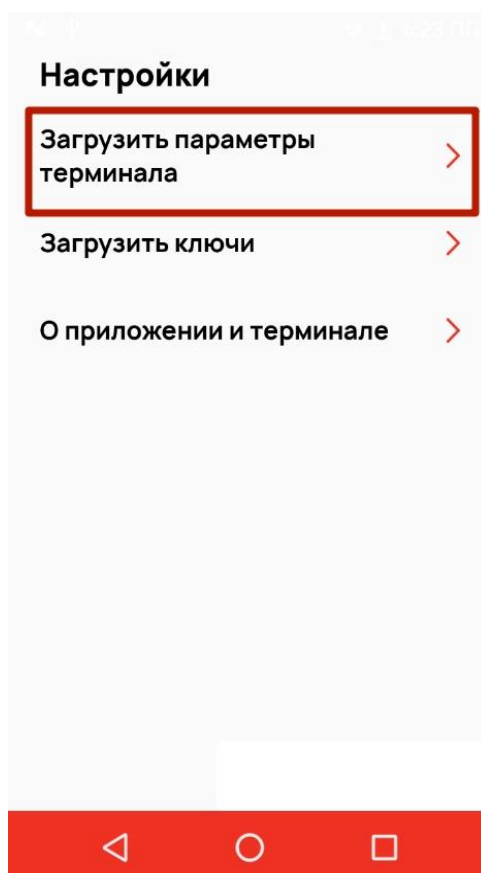 Настройки
Загрузить параметры
терминала
Загрузить ключи
О приложении и терминале